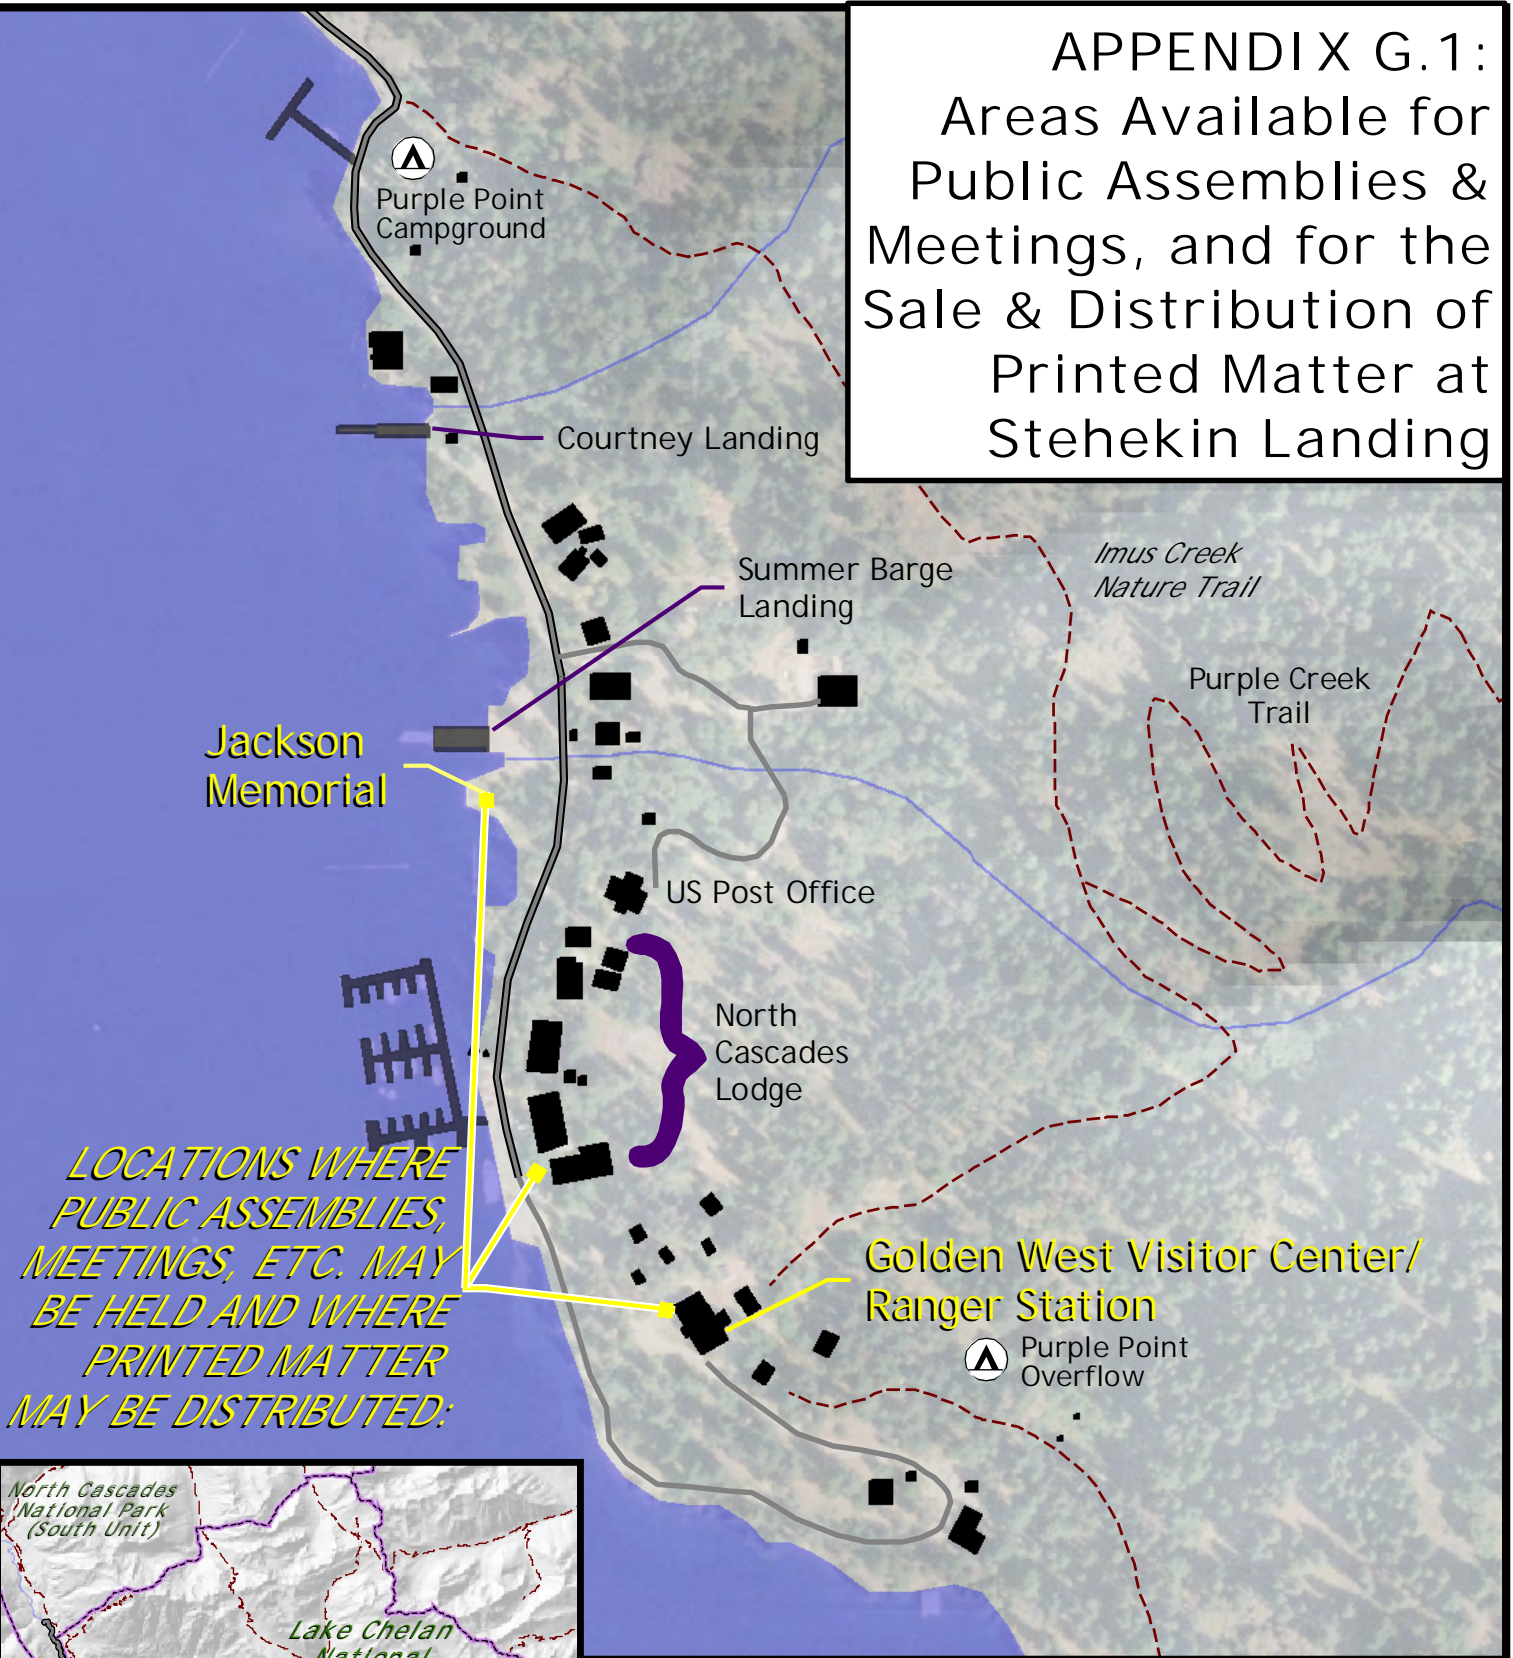 APPENDIX G.1:
Areas Available for
Public Assemblies &
Meetings, and for the
Sale & Distribution of
Printed Matter at
Stehekin Landing
Purple Point
Campground
Courtney Landing
Summer Barge
Landing
Imus Creek
Nature Trail
Purple Creek
Trail
Jackson
Memorial
US Post Office
North
Cascades
Lodge
LOCATIONS WHERE
PUBLIC ASSEMBLIES,
MEETINGS, ETC. MAY
BE HELD AND WHERE
PRINTED MATTER
MAY BE DISTRIBUTED:
Golden West Visitor Center/
Ranger Station
Purple Point
Overflow
North Cascades
National Park
(South Unit)
Lake Chelan
National